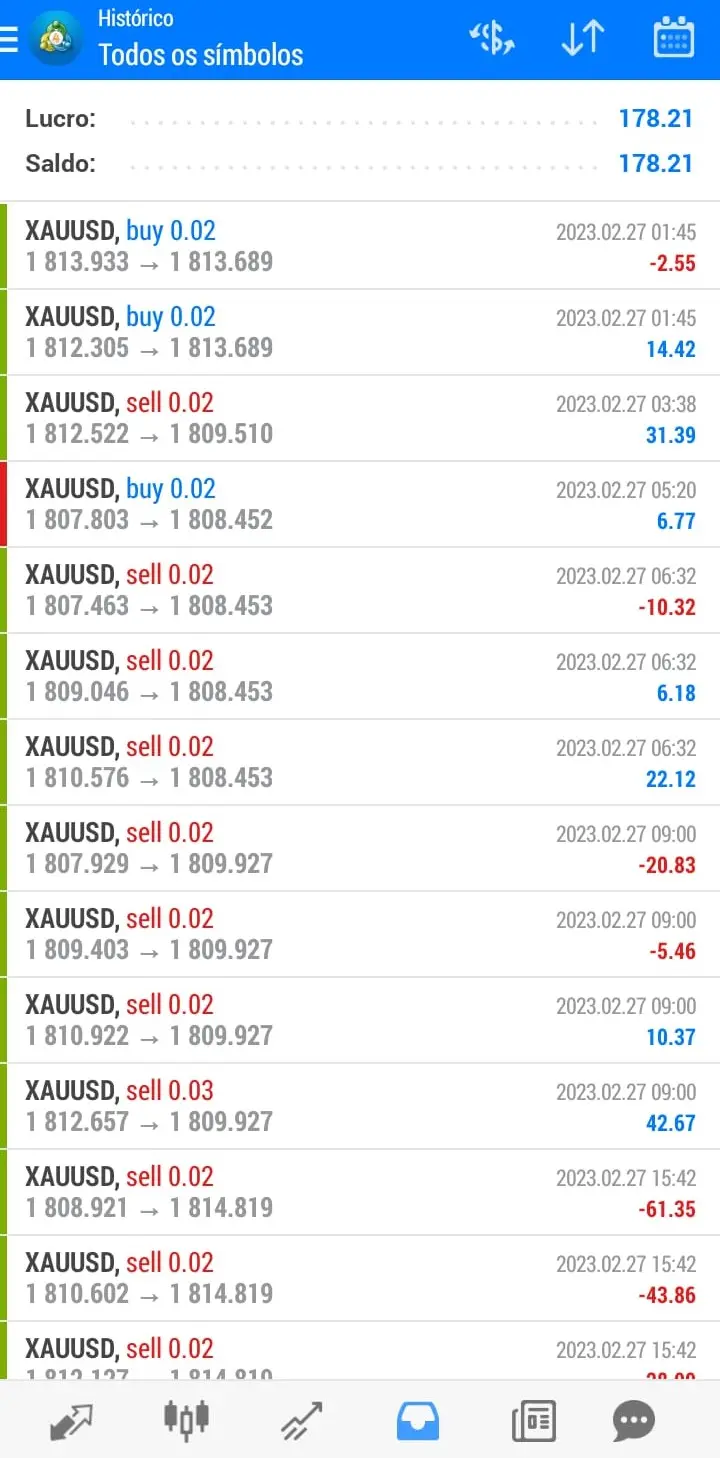 Histórico
Todos os símbolos
Lucro: 178.21
Saldo: 178.21
XAUUSD, buy 0.02 2023.02.27 01:45
1 813.933 → 1 813.689 -2.55
XAUUSD, buy 0.02 2023.02.27 01:45
1 812.305 → 1 813.689 14.42
XAUUSD, sell 0.02 2023.02.27 03:38
1 812.522 → 1 809.510 31.39
XAUUSD, buy 0.02 2023.02.27 05:20
1 807.803 → 1 808.452 6.77
XAUUSD, sell 0.02 2023.02.27 06:32
1 807.463 → 1 808.453 -10.32
XAUUSD, sell 0.02 2023.02.27 06:32
1 809.046 → 1 808.453 6.18
XAUUSD, sell 0.02 2023.02.27 06:32
1 810.576 → 1 808.453 22.12
XAUUSD, sell 0.02 2023.02.27 09:00
1 807.929 → 1 809.927 -20.83
XAUUSD, sell 0.02 2023.02.27 09:00
1 809.403 → 1 809.927 -5.46
XAUUSD, sell 0.02 2023.02.27 09:00
1 810.922 → 1 809.927 10.37
XAUUSD, sell 0.03 2023.02.27 09:00
1 812.657 → 1 809.927 42.67
XAUUSD, sell 0.02 2023.02.27 15:42
1 808.921 → 1 814.819 -61.35
XAUUSD, sell 0.02 2023.02.27 15:42
1 810.602 → 1 814.819 -43.86
XAUUSD, sell 0.02 2023.02.27 15:42